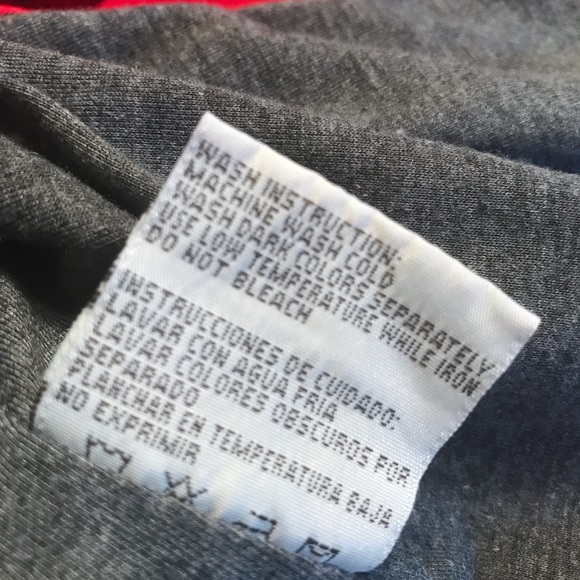 WASH INSTRUCTION:
MACHINE WASH COLD
WASH DARK COLORS SEPARATELY
USE LOW TEMPERATURE WHILE IRON
DO NOT BLEACH
INSTRUCCIONES DE CUIDADO:
LAVAR CON AGUA FRIA
LAVAR COLORES OBSCUROS POR
SEPARADO
PLANCHAR EN TEMPERATURA BAJA
NO EXPRIMIR